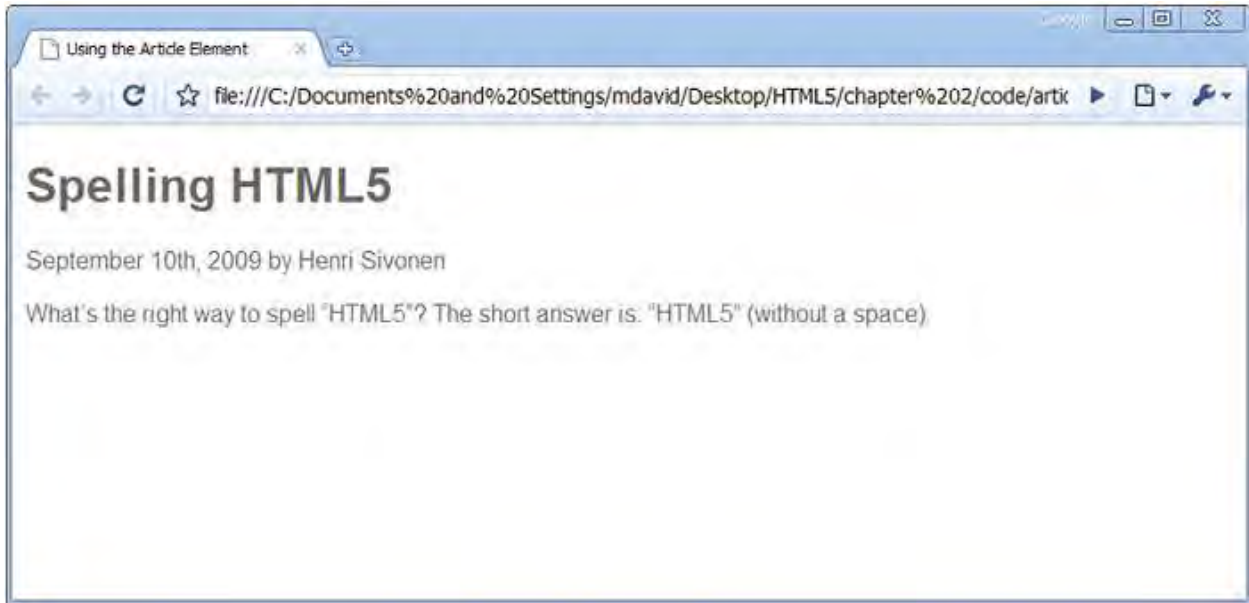 Google
Using the Article Element
file:///C:/Documents%20and%20Settings/mdavid/Desktop/HTML5/chapter%202/code/artic
Spelling HTML5
September 10th, 2009 by Henri Sivonen
What's the right way to spell "HTML5"? The short answer is: "HTML5" (without a space)